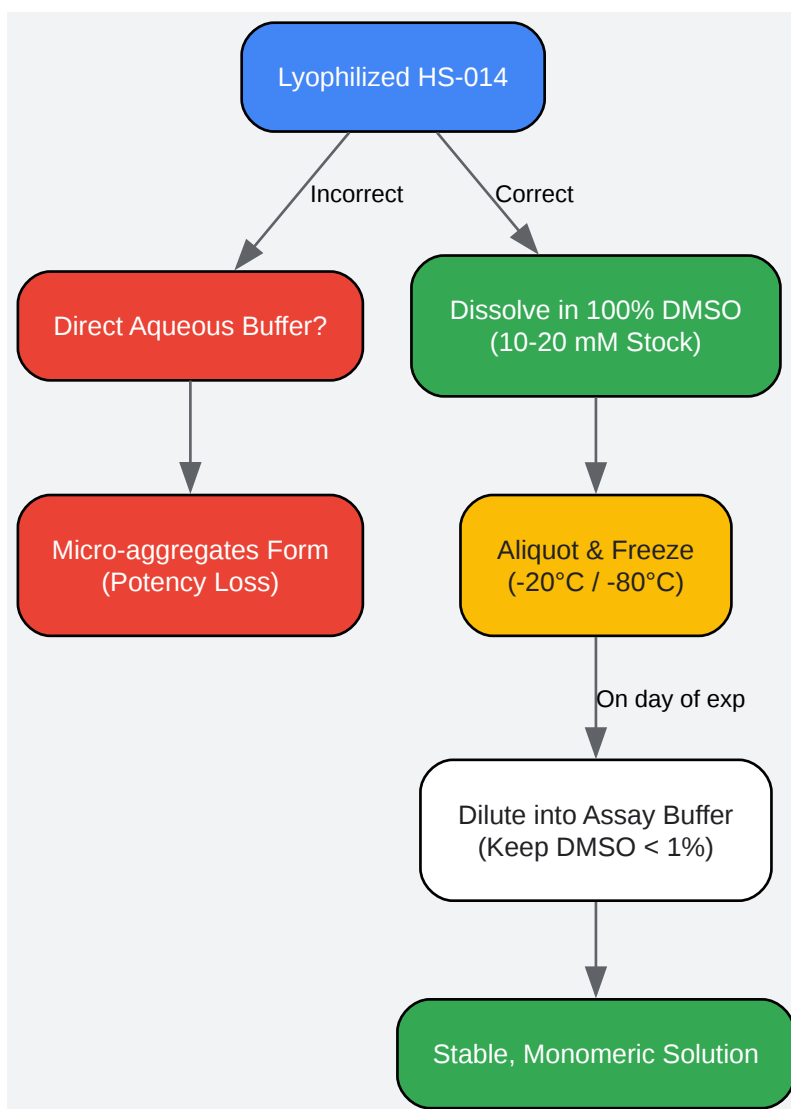 Lyophilized HS-014
Incorrect
Correct
Direct Aqueous Buffer?
Dissolve in 100% DMSO
(10-20 mM Stock)
Micro-aggregates Form
(Potency Loss)
Aliquot & Freeze
(-20°C / -80°C)
On day of exp
Dilute into Assay Buffer
(Keep DMSO < 1%)
Stable, Monomeric Solution